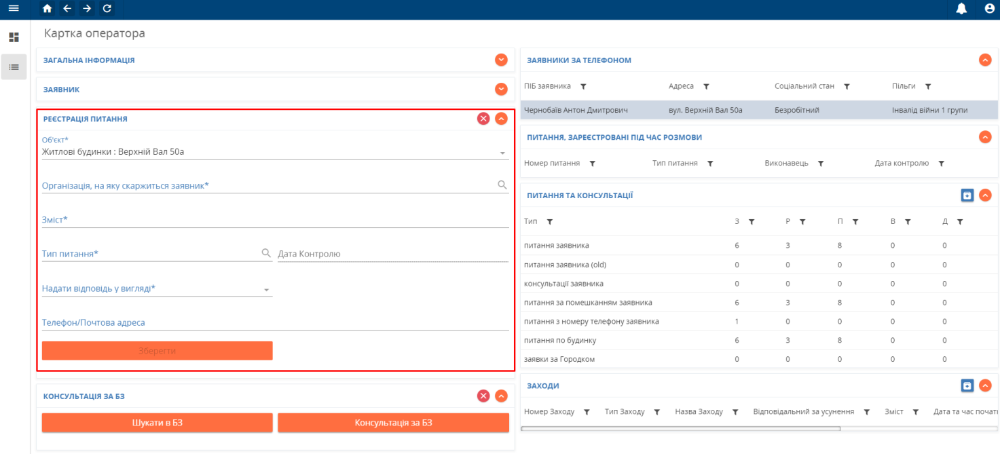 Картка оператора
ЗАГАЛЬНА ІНФОРМАЦІЯ
ЗАЯВНИК
РЕЄСТРАЦІЯ ПИТАННЯ
Об'єкт*
Житлові будинки : Верхній Вал 50а
Організація, на яку скаржиться заявник*
Зміст*
Тип питання* Дата Контролю
Надати відповідь у вигляді*
Телефон/Поштова адреса
Зберегти
КОНСУЛЬТАЦІЯ ЗА БЗ
Шукати в БЗ Консультація за БЗ
ЗАЯВНИКИ ЗА ТЕЛЕФОНОМ
ПІБ заявника Адреса Соціальний стан Пільги
Чернобаїв Антон Дмитрович вул. Верхній Вал 50а Безробітний Інвалід війни 1 групи
ПИТАННЯ, ЗАРЕЄСТРОВАНІ ПІД ЧАС РОЗМОВИ
Номер питання Тип питання Виконавець Дата контролю
ПИТАННЯ ТА КОНСУЛЬТАЦІЇ
Тип З Р П В Д
питання заявника 6 3 8 0 0
питання заявника (old) 0 0 0 0 0
консультації заявника 0 0 0 0 0
питання за помешканням заявника 6 3 8 0 0
питання з номеру телефону заявника 1 0 0 0 0
питання по будинку 6 3 8 0 0
заявки за Городком 0 0 0 0 0
ЗАХОДИ
Номер Заходу Тип Заходу Назва Заходу Відповідальний за усунення Зміст Дата та час почат